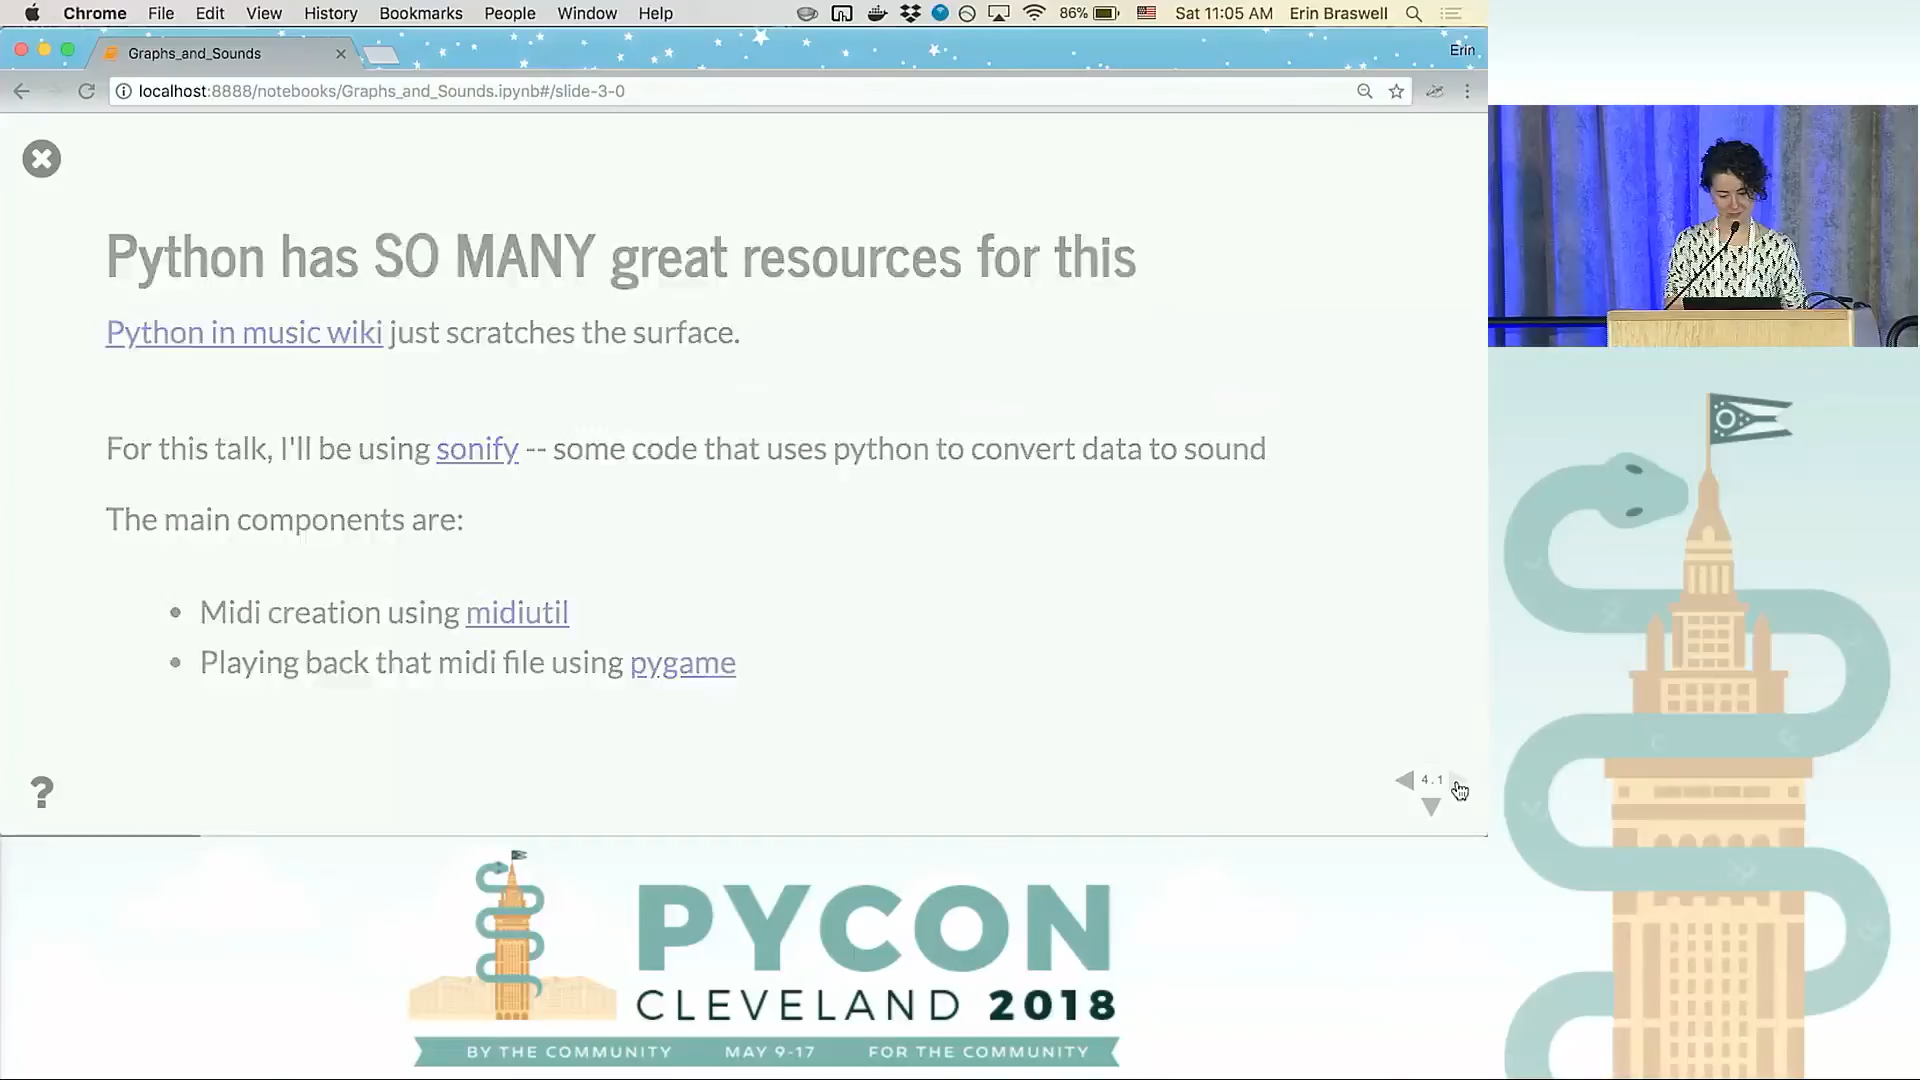 Chrome File Edit View History Bookmarks People Window Help 86% Sat 11:05 AM Erin Braswell
Graphs_and_Sounds Erin
localhost:8888/notebooks/Graphs_and_Sounds.ipynb#/slide-3-0
Python has SO MANY great resources for this
Python in music wiki just scratches the surface.
For this talk, I'll be using sonify -- some code that uses python to convert data to sound
The main components are:
• Midi creation using midiutil
• Playing back that midi file using pygame
?
4.1
PYCON
CLEVELAND 2018
BY THE COMMUNITY MAY 9-17 FOR THE COMMUNITY